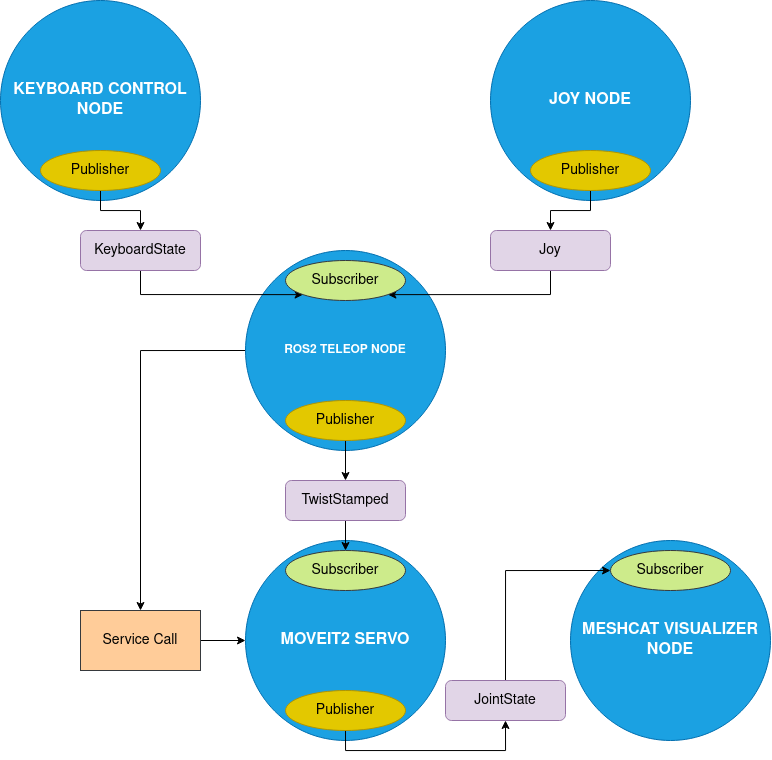 KEYBOARD CONTROL
NODE
JOY NODE
Publisher
Publisher
KeyboardState
Joy
Subscriber
ROS2 TELEOP NODE
Publisher
TwistStamped
Subscriber
Subscriber
Service Call
MOVEIT2 SERVO
MESHCAT VISUALIZER
NODE
JointState
Publisher